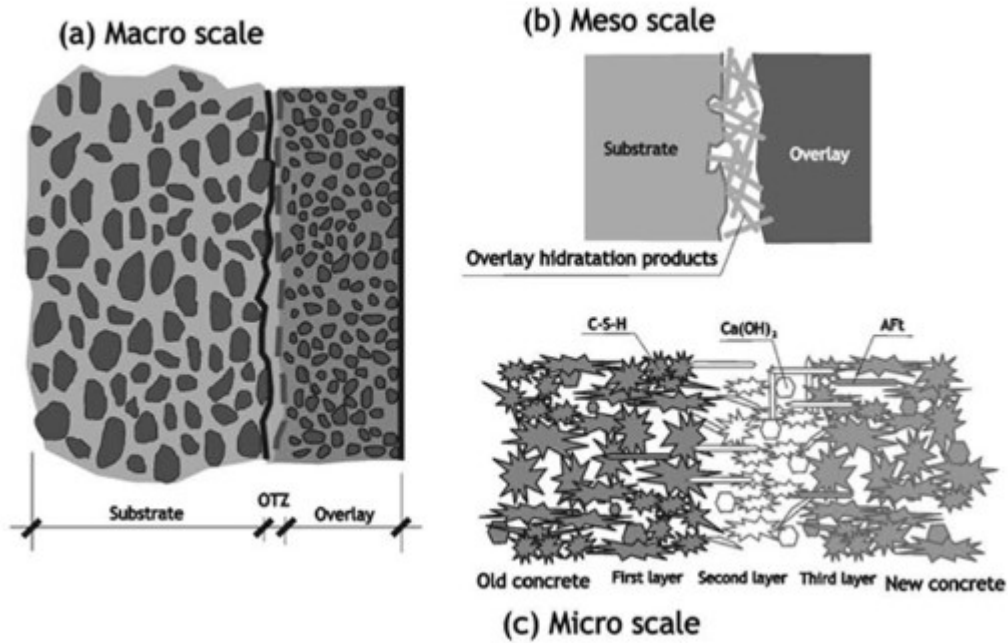 (a) Macro scale
Substrate
OTZ
Overlay
(b) Meso scale
Substrate
Overlay
Overlay hidratation products
C-S-H
Ca(OH)₂
AFt
Old concrete
First layer
Second layer
Third layer
New concrete
(c) Micro scale